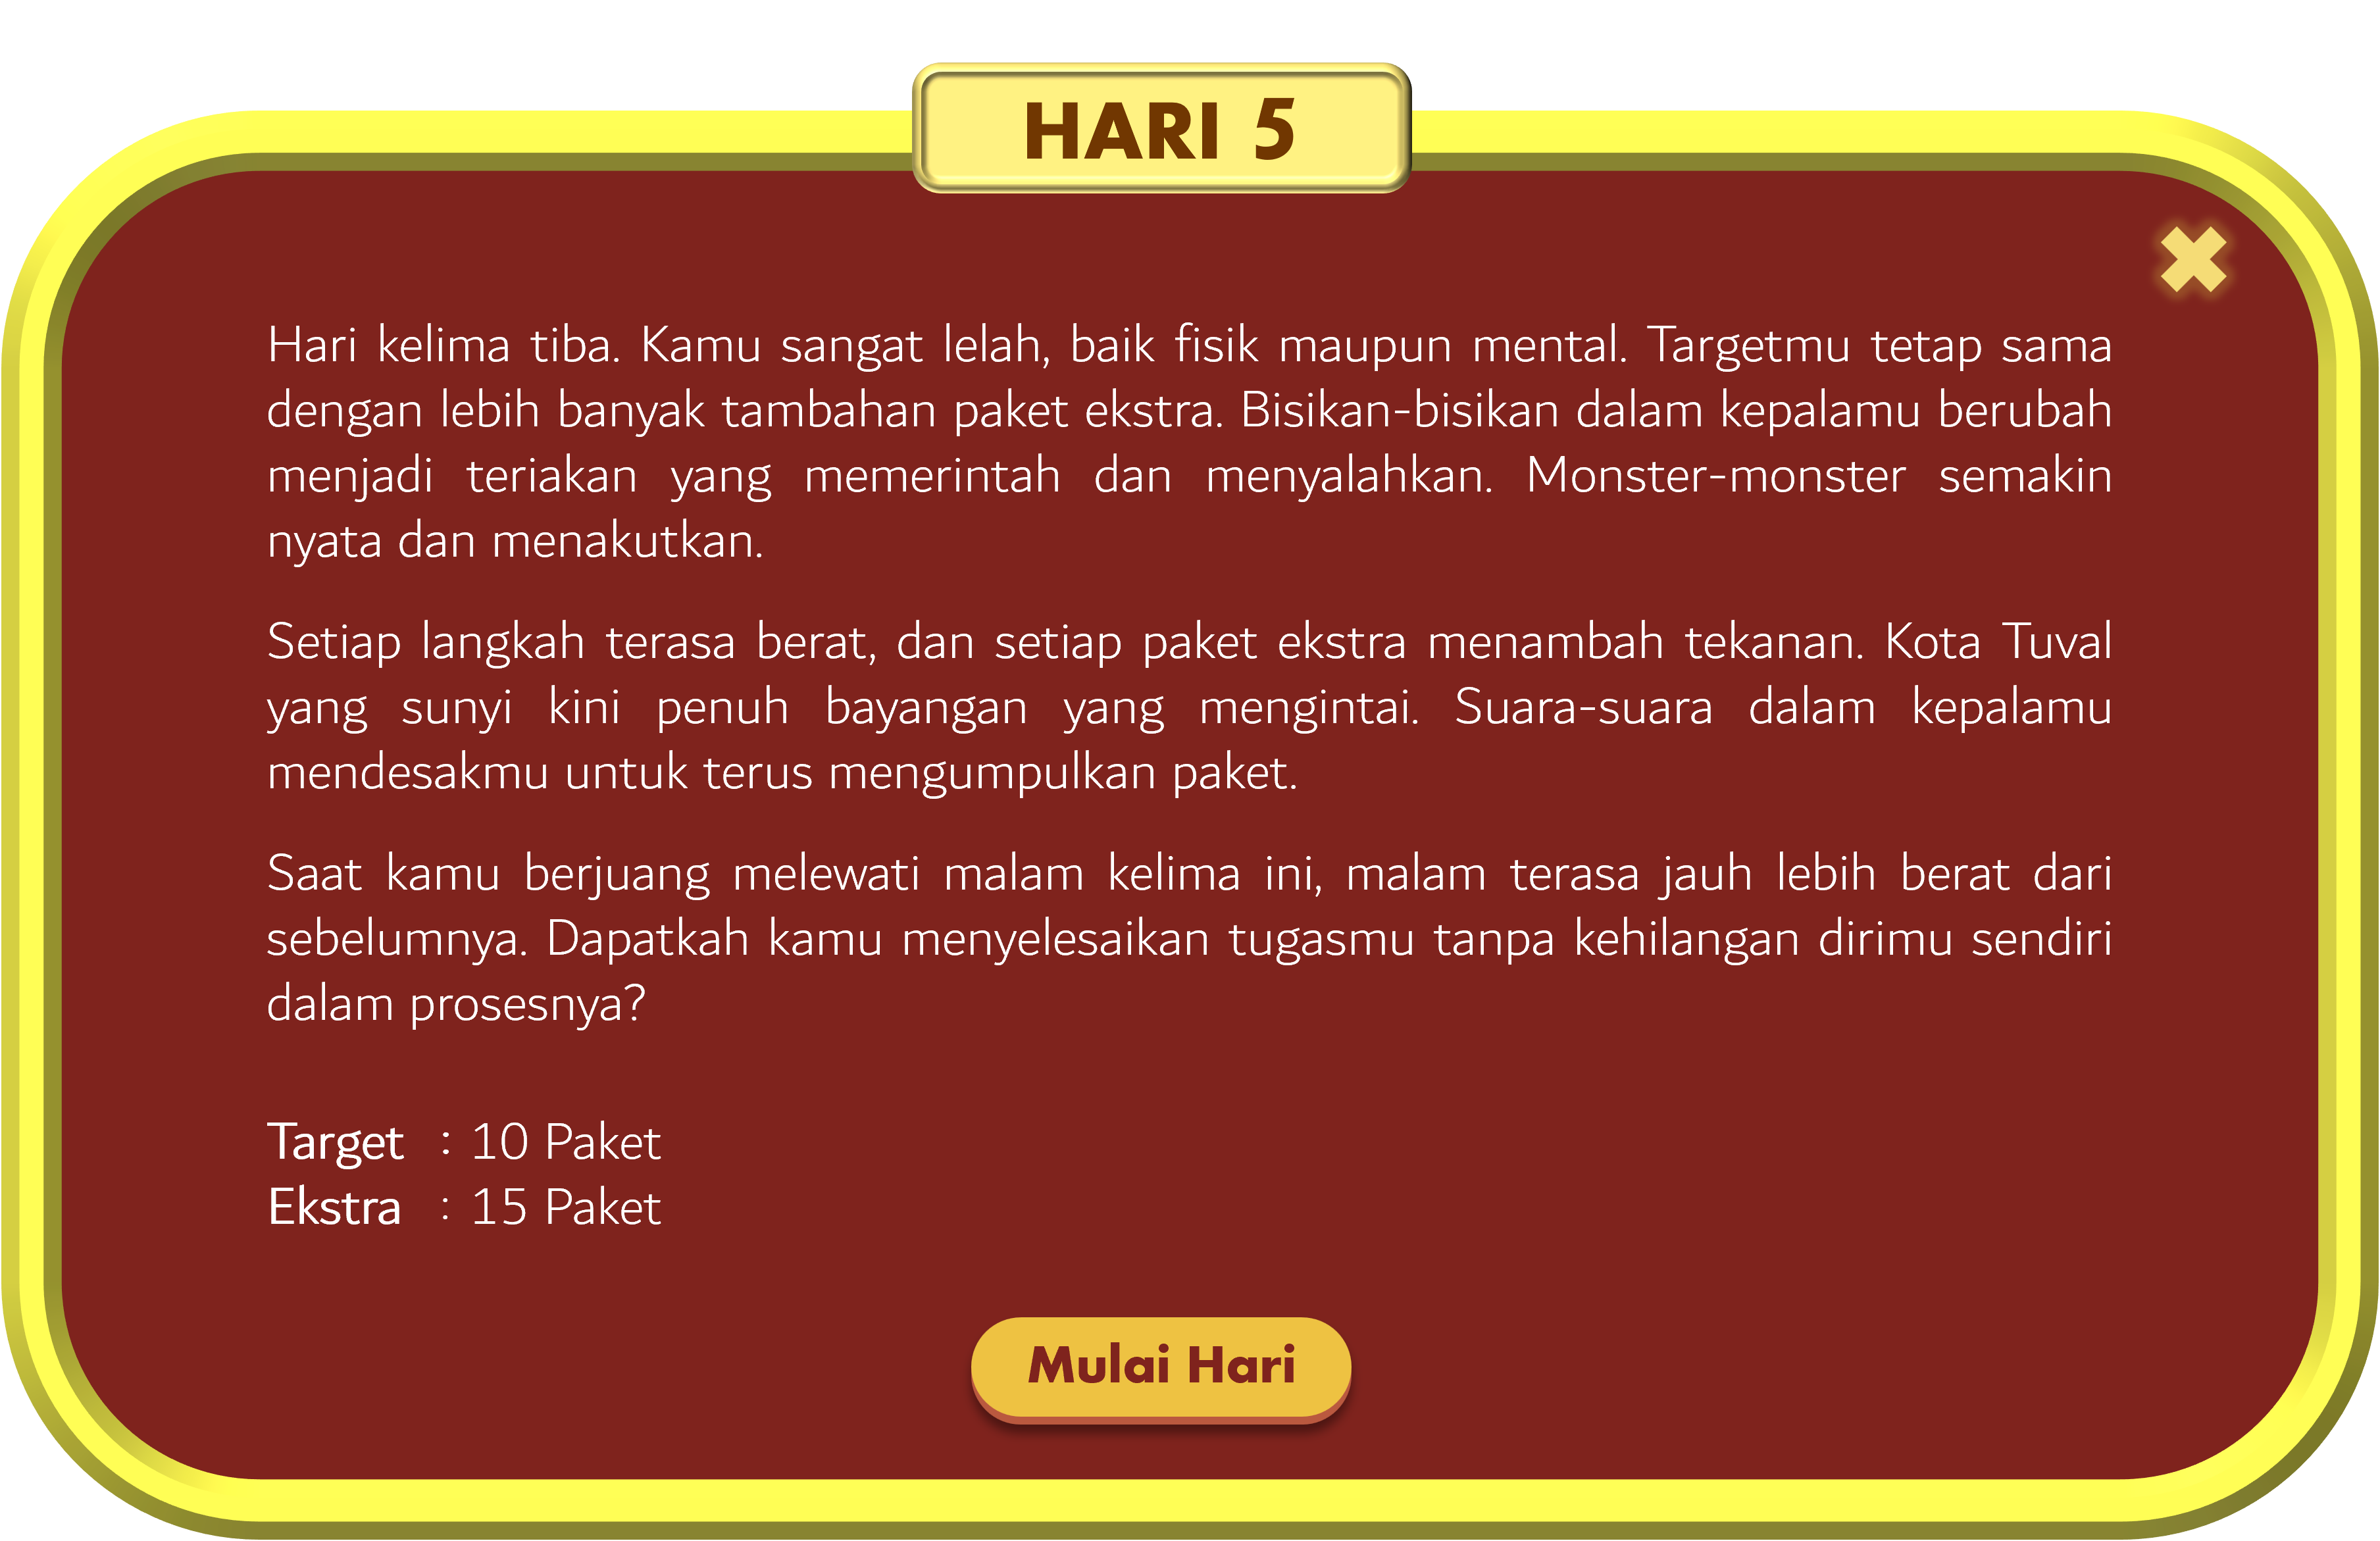 HARI 5
Hari kelima tiba. Kamu sangat lelah, baik fisik maupun mental. Targetmu tetap sama
dengan lebih banyak tambahan paket ekstra. Bisikan-bisikan dalam kepalamu berubah
menjadi teriakan yang memerintah dan menyalahkan. Monster-monster semakin
nyata dan menakutkan.
Setiap langkah terasa berat, dan setiap paket ekstra menambah tekanan. Kota Tuval
yang sunyi kini penuh bayangan yang mengintai. Suara-suara dalam kepalamu
mendesakmu untuk terus mengumpulkan paket.
Saat kamu berjuang melewati malam kelima ini, malam terasa jauh lebih berat dari
sebelumnya. Dapatkah kamu menyelesaikan tugasmu tanpa kehilangan dirimu sendiri
dalam prosesnya?
Target : 10 Paket
Ekstra : 15 Paket
Mulai Hari